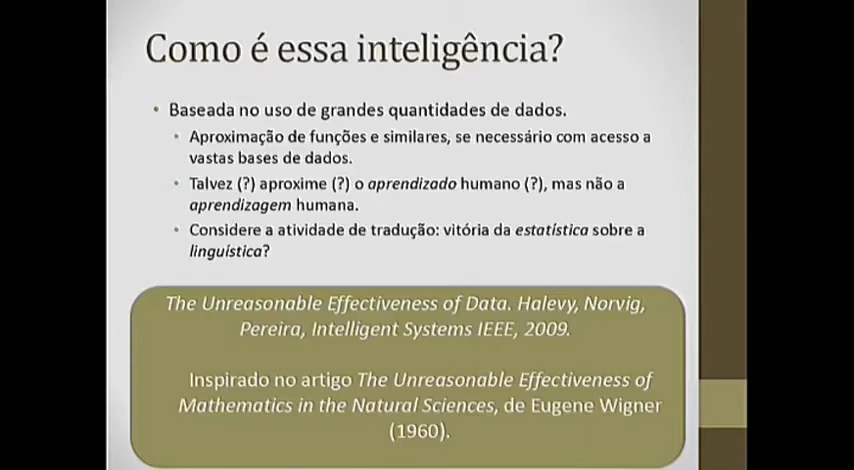 Como é essa inteligência?
• Baseada no uso de grandes quantidades de dados.
• Aproximação de funções e similares, se necessário com acesso a
vastas bases de dados.
• Talvez (?) aproxime (?) o aprendizado humano (?), mas não a
aprendizagem humana.
• Considere a atividade de tradução: vitória da estatística sobre a
linguística?
The Unreasonable Effectiveness of Data. Halevy, Norvig,
Pereira, Intelligent Systems IEEE, 2009.
Inspirado no artigo The Unreasonable Effectiveness of
Mathematics in the Natural Sciences, de Eugene Wigner
(1960).